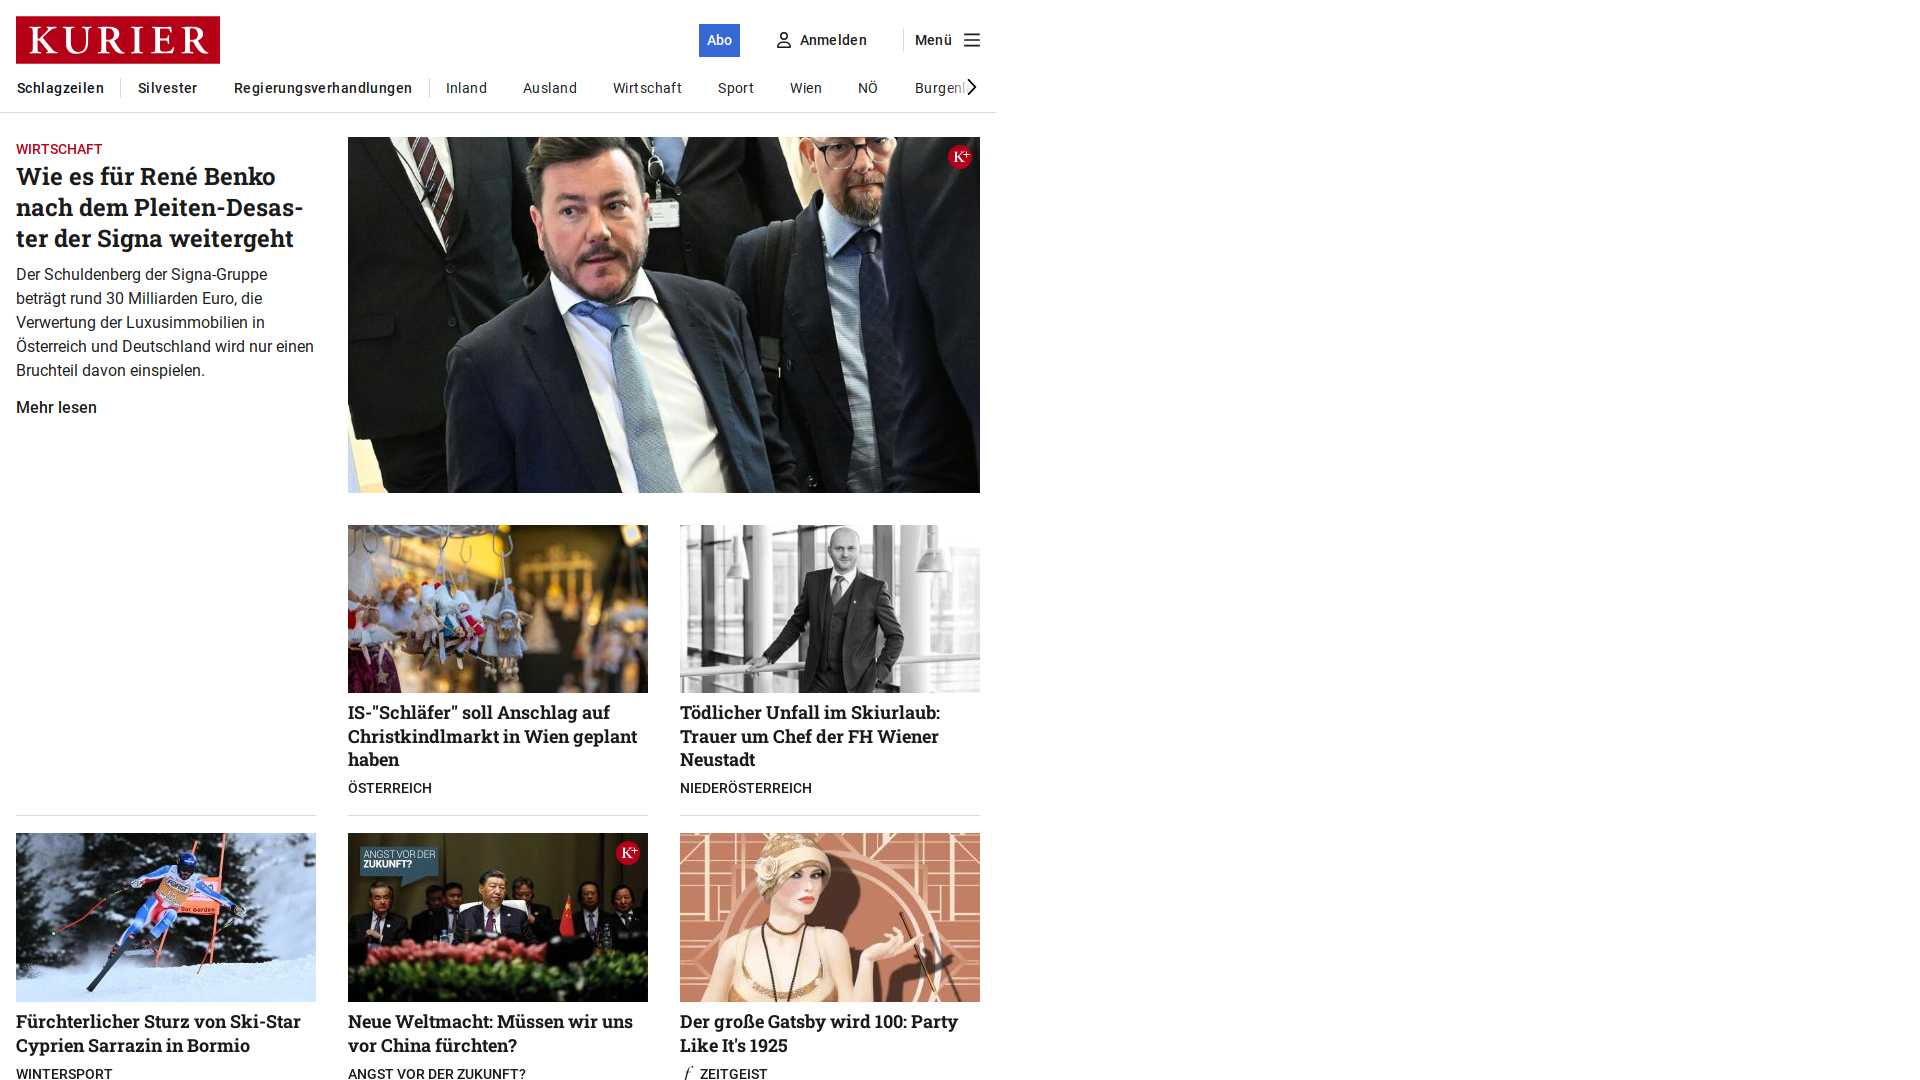 KURIER
Abo
Anmelden
Menü
Schlagzeilen
Silvester
Regierungsverhandlungen
Inland
Ausland
Wirtschaft
Sport
Wien
NÖ
WIRTSCHAFT
Wie es für René Benko
nach dem Pleiten-Desas-
ter der Signa weitergeht
Der Schuldenberg der Signa-Gruppe
beträgt rund 30 Milliarden Euro, die
Verwertung der Luxusimmobilien in
Österreich und Deutschland wird nur einen
Bruchteil davon einspielen.
Mehr lesen
K+
IS-"Schläfer" soll Anschlag auf
Christkindlmarkt in Wien geplant
haben
ÖSTERREICH
Tödlicher Unfall im Skiurlaub:
Trauer um Chef der FH Wiener
Neustadt
NIEDERÖSTERREICH
Fürchterlicher Sturz von Ski-Star
Cyprien Sarrazin in Bormio
WINTERSPORT
ANGST VOR DER
ZUKUNFT?
K+
Neue Weltmacht: Müssen wir uns
vor China fürchten?
ANGST VOR DER ZUKUNFT?
Der große Gatsby wird 100: Party
Like It's 1925
f ZEITGEIST